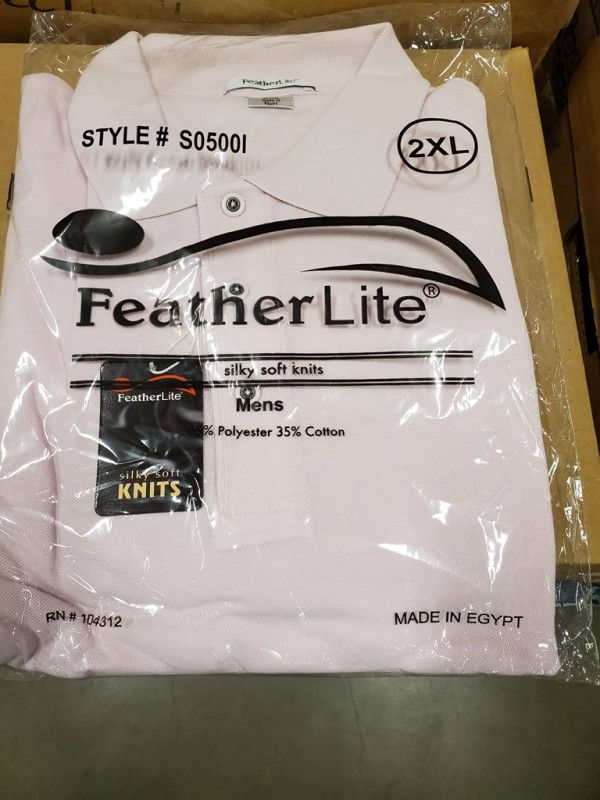 FeatherLite
STYLE # S0500I
2XL
FeatherLite®
silky soft knits
FeatherLite
Mens
% Polyester 35% Cotton
silky soft
KNITS
RN # 104312
MADE IN EGYPT